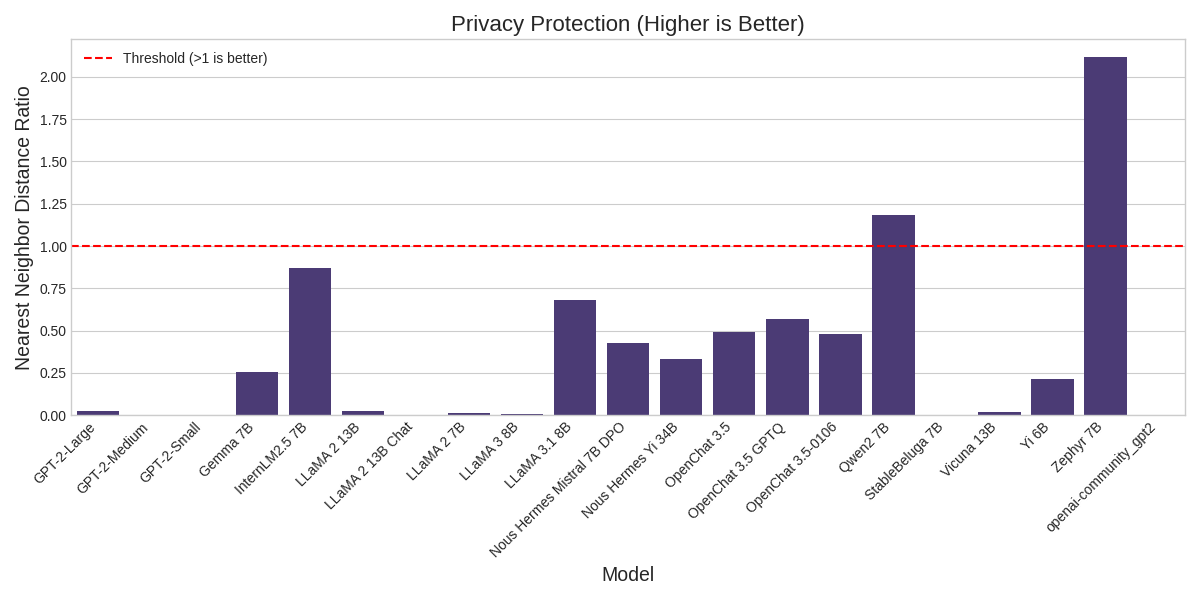 Privacy Protection (Higher is Better)
Threshold (>1 is better)
Nearest Neighbor Distance Ratio
2.00
1.75
1.50
1.25
1.00
0.75
0.50
0.25
0.00
GPT-2-Large
GPT-2-Medium
GPT-2-Small
Gemma 7B
InternLM2.5 7B
LLaMA 2 13B
LLaMA 2 13B Chat
LLaMA 2 7B
LLaMA 3 8B
LLaMA 3.1 8B
Nous Hermes Mistral 7B DPO
Nous Hermes Yi 34B
OpenChat 3.5
OpenChat 3.5 GPTQ
OpenChat 3.5-0106
Qwen2 7B
StableBeluga 7B
Vicuna 13B
Yi 6B
Zephyr 7B
openai-community_gpt2
Model